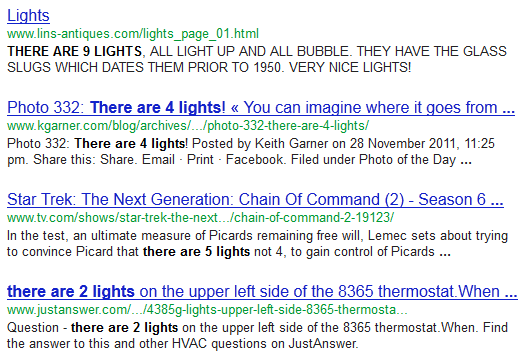 Lights
www.lins-antiques.com/lights_page_01.html
THERE ARE 9 LIGHTS, ALL LIGHT UP AND ALL BUBBLE. THEY HAVE THE GLASS
SLUGS WHICH DATES THEM PRIOR TO 1950. VERY NICE LIGHTS!
Photo 332: There are 4 lights! « You can imagine where it goes from ...
www.kgarner.com/blog/archives/.../photo-332-there-are-4-lights/
Photo 332: There are 4 lights! Posted by Keith Garner on 28 November 2011, 11:25
pm. Share this: Share. Email · Print · Facebook. Filed under Photo of the Day ...
Star Trek: The Next Generation: Chain Of Command (2) - Season 6 ...
www.tv.com/shows/star-trek-the-next.../chain-of-command-2-19123/
In the test, an ultimate measure of Picards remaining free will, Lemec sets about trying
to convince Picard that there are 5 lights not 4, to gain control of Picards ...
there are 2 lights on the upper left side of the 8365 thermostat.When ...
www.justanswer.com/.../4385g-lights-upper-left-side-8365-thermosta...
Question - there are 2 lights on the upper left side of the 8365 thermostat.When. Find
the answer to this and other HVAC questions on JustAnswer.